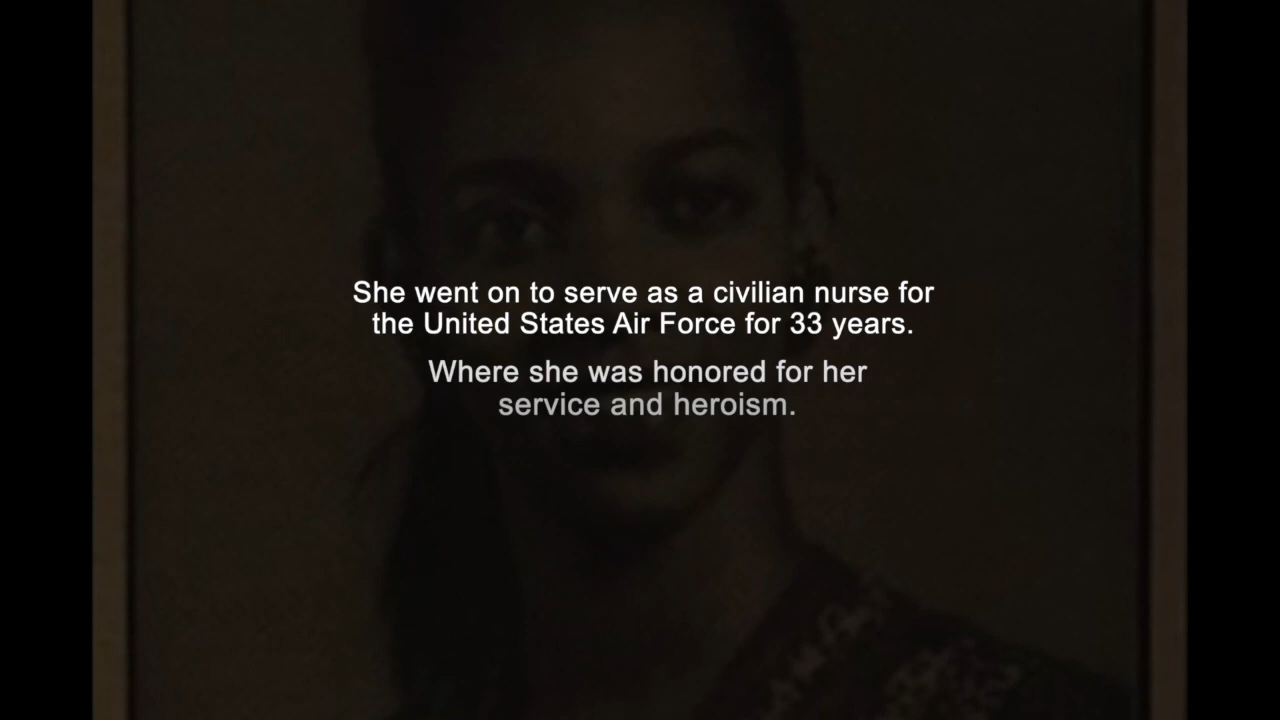 She went on to serve as a civilian nurse for
the United States Air Force for 33 years.
Where she was honored for her
service and heroism.